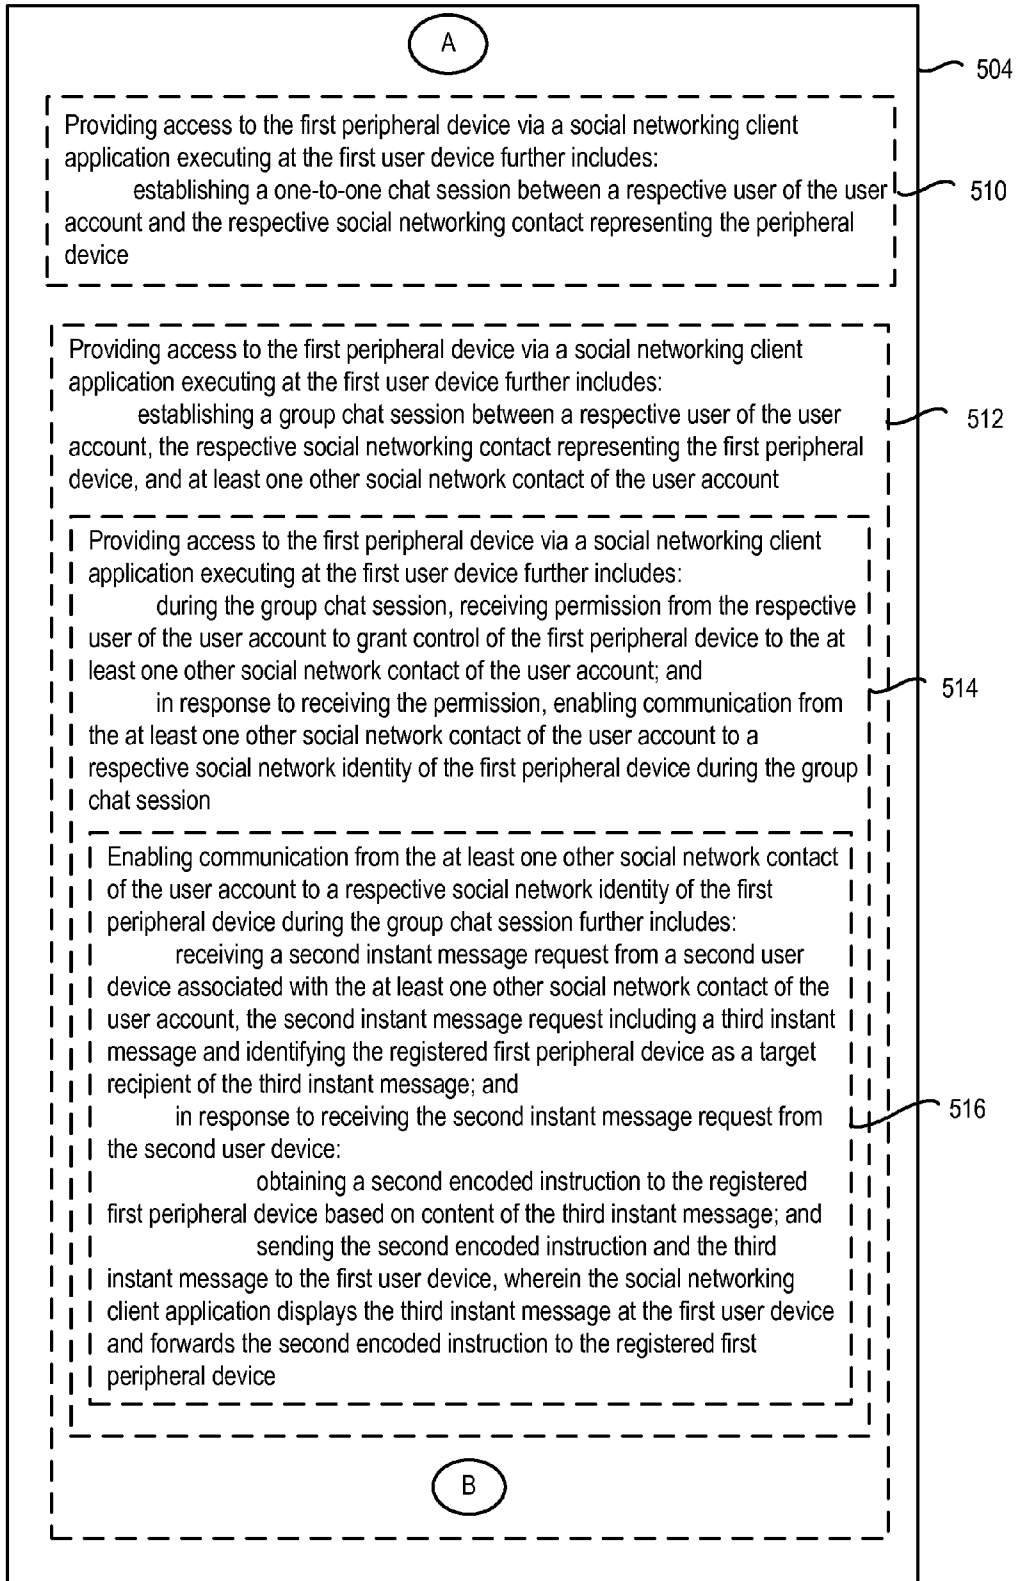 A
504
Providing access to the first peripheral device via a social networking client
application executing at the first user device further includes:
establishing a one-to-one chat session between a respective user of the user
account and the respective social networking contact representing the peripheral
device
510
Providing access to the first peripheral device via a social networking client
application executing at the first user device further includes:
establishing a group chat session between a respective user of the user
account, the respective social networking contact representing the first peripheral
device, and at least one other social network contact of the user account
512
Providing access to the first peripheral device via a social networking client
application executing at the first user device further includes:
during the group chat session, receiving permission from the respective
user of the user account to grant control of the first peripheral device to the at
least one other social network contact of the user account; and
in response to receiving the permission, enabling communication from
the at least one other social network contact of the user account to a
respective social network identity of the first peripheral device during the group
chat session
514
Enabling communication from the at least one other social network contact
of the user account to a respective social network identity of the first
peripheral device during the group chat session further includes:
receiving a second instant message request from a second user
device associated with the at least one other social network contact of the
user account, the second instant message request including a third instant
message and identifying the registered first peripheral device as a target
recipient of the third instant message; and
in response to receiving the second instant message request from
the second user device:
obtaining a second encoded instruction to the registered
first peripheral device based on content of the third instant message; and
sending the second encoded instruction and the third
instant message to the first user device, wherein the social networking
client application displays the third instant message at the first user device
and forwards the second encoded instruction to the registered first
peripheral device
516
B